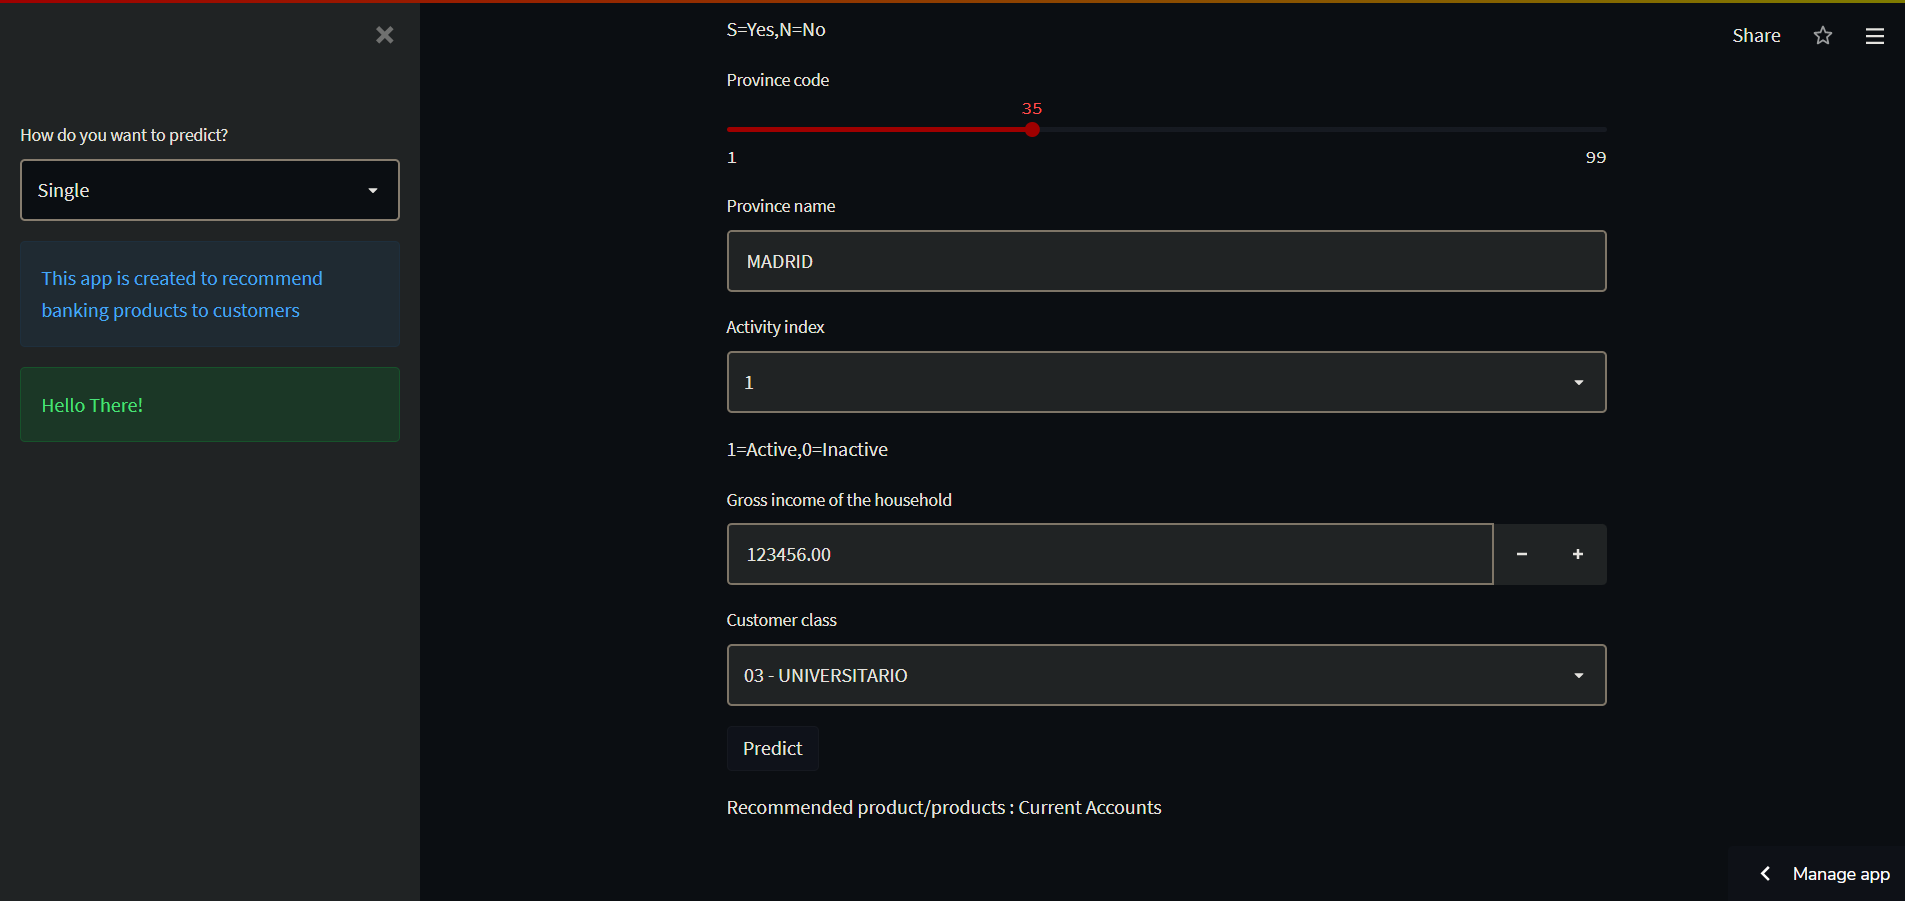 How do you want to predict?
Single
This app is created to recommend
banking products to customers
Hello There!
Share
S=Yes,N=No
Province code
35
1
99
Province name
MADRID
Activity index
1
1=Active,0=Inactive
Gross income of the household
123456.00
Customer class
03 - UNIVERSITARIO
Predict
Recommended product/products : Current Accounts
Manage app